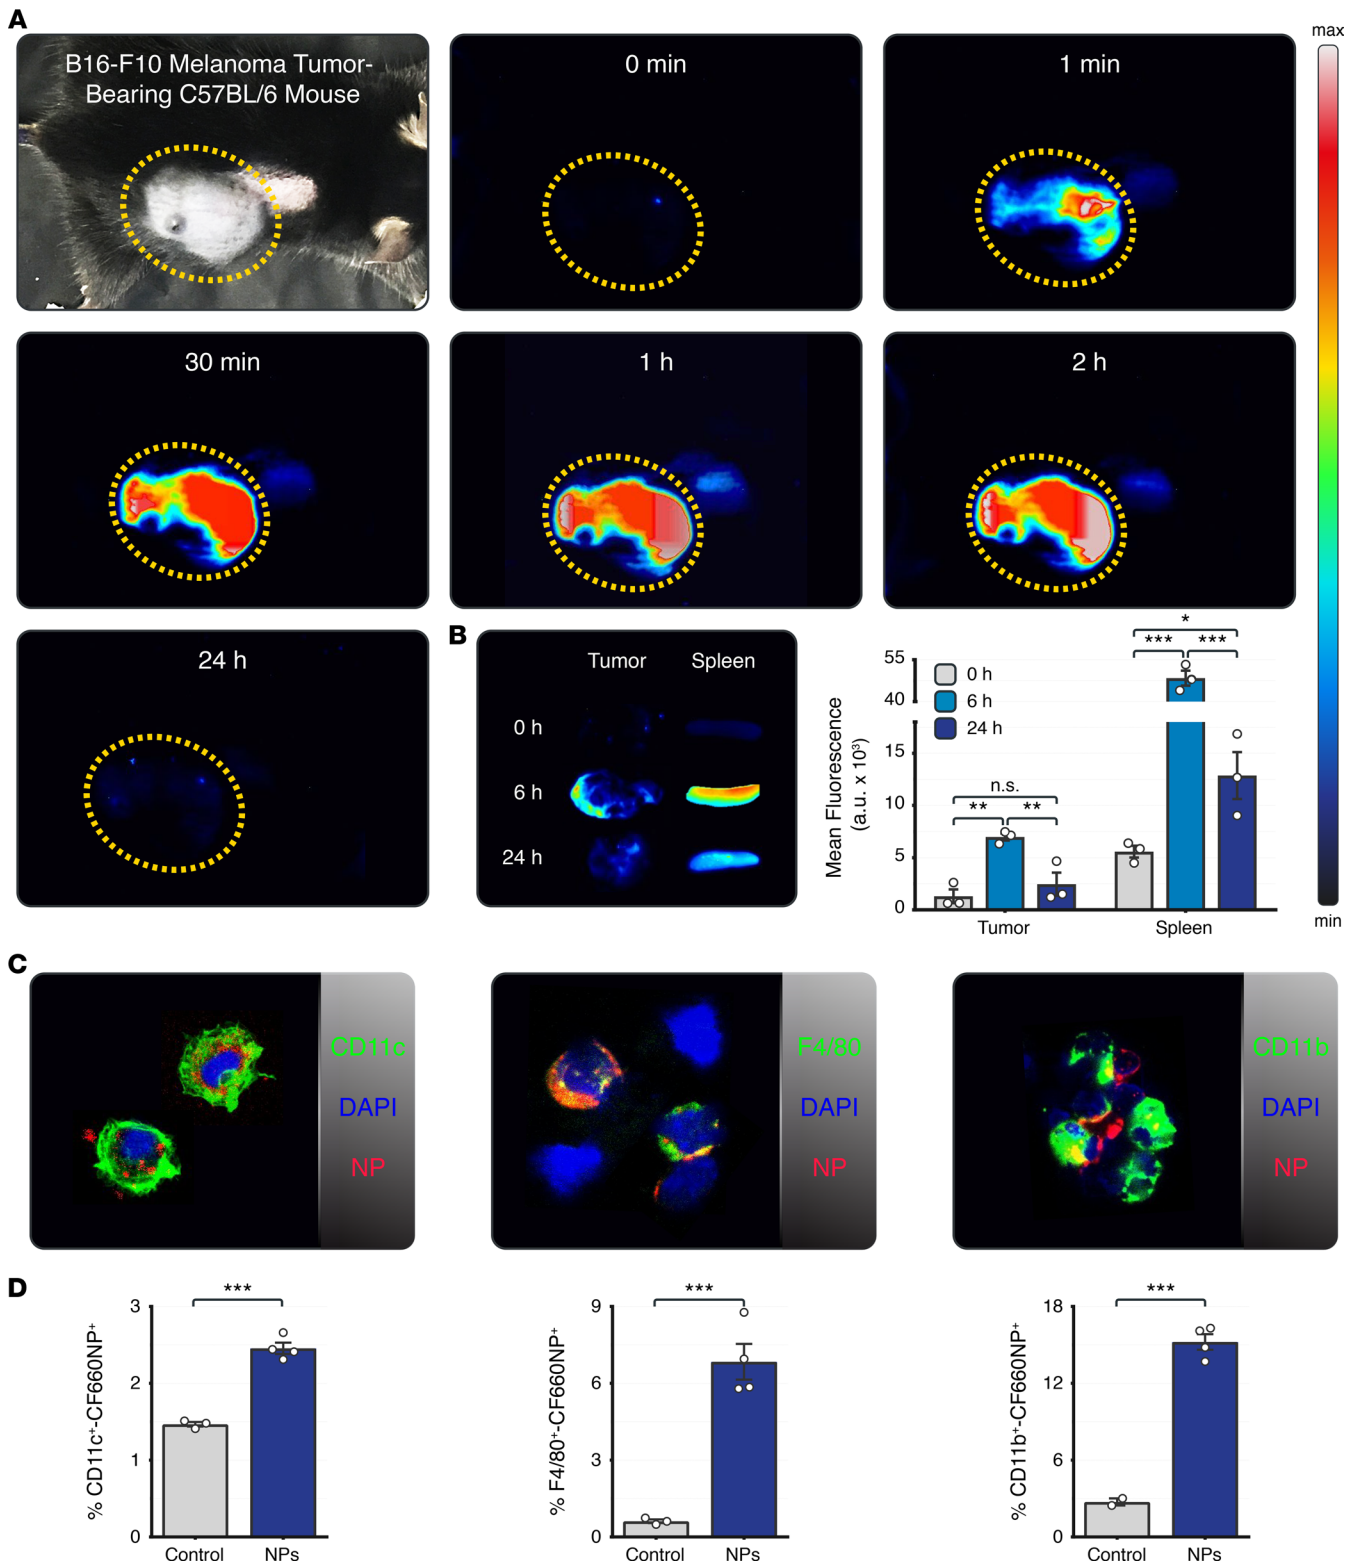 A
B16-F10 Melanoma Tumor-
Bearing C57BL/6 Mouse
0 min
1 min
max
30 min
1 h
2 h
24 h
min
B
Tumor Spleen
0 h
6 h
24 h
Mean Fluorescence
(a.u. x 10³)
55
40
15
10
5
0
0 h
6 h
24 h
n.s.
** **
*
*** ***
Tumor Spleen
C
CD11c
DAPI
NP
F4/80
DAPI
NP
CD11b
DAPI
NP
D
% CD11c⁺-CF660NP⁺
3
2
1
0
***
Control NPs
% F4/80⁺-CF660NP⁺
9
6
3
0
***
Control NPs
% CD11b⁺-CF660NP⁺
18
12
6
0
***
Control NPs